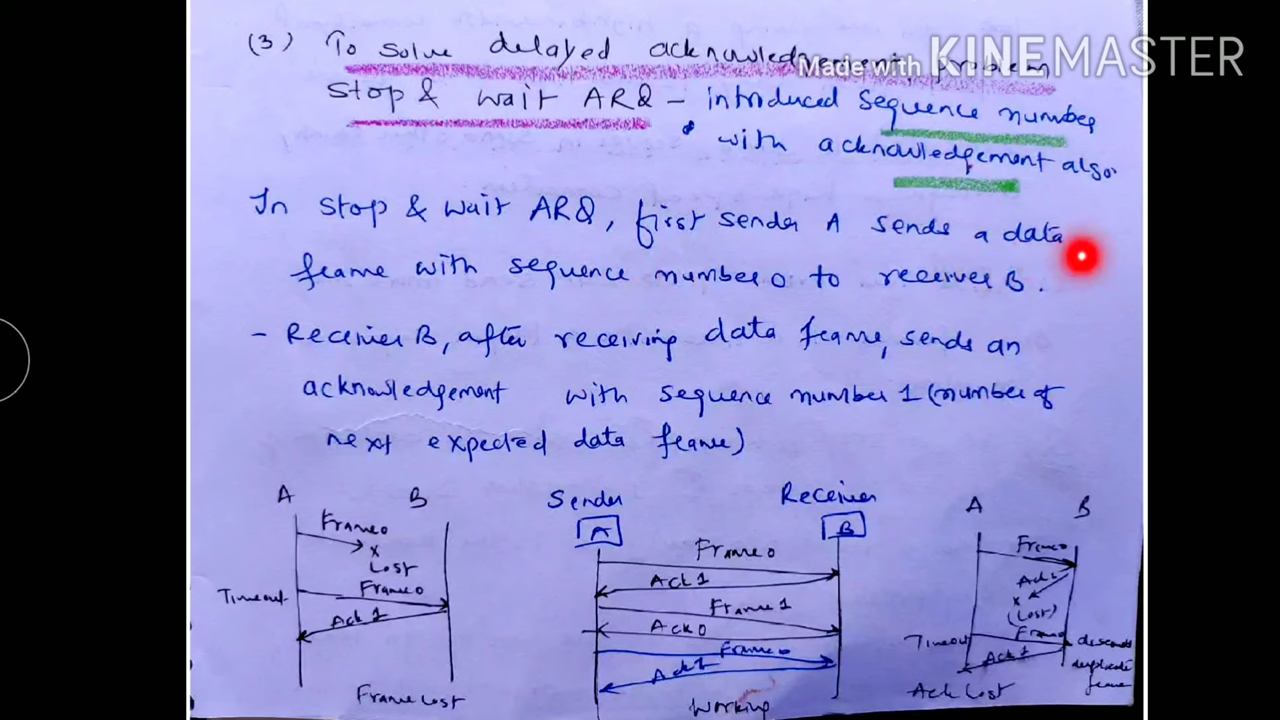 (3) To solve delayed acknowledgement problem
Made with KINEMASTER
Stop & wait ARQ - introduced sequence number
with acknowledgement also.
In stop & wait ARQ, first sender A sends a data
frame with sequence number 0 to receiver B.
- Receiver B, after receiving data frame, sends an
acknowledgement with sequence number 1 (number of
next expected data frame)
A B
Frame 0
x
Lost
Timeout Frame 0
Ack 1
Frame Lost
Sender Receiver
A B
Frame 0
Ack 1
Frame 1
Ack 0
Frame 0
Ack 1
Working
A B
Frame 0
Ack 1
x
(Lost)
Timeout Frame 0 discards
Ack 1 duplicate
frame
Ack Lost